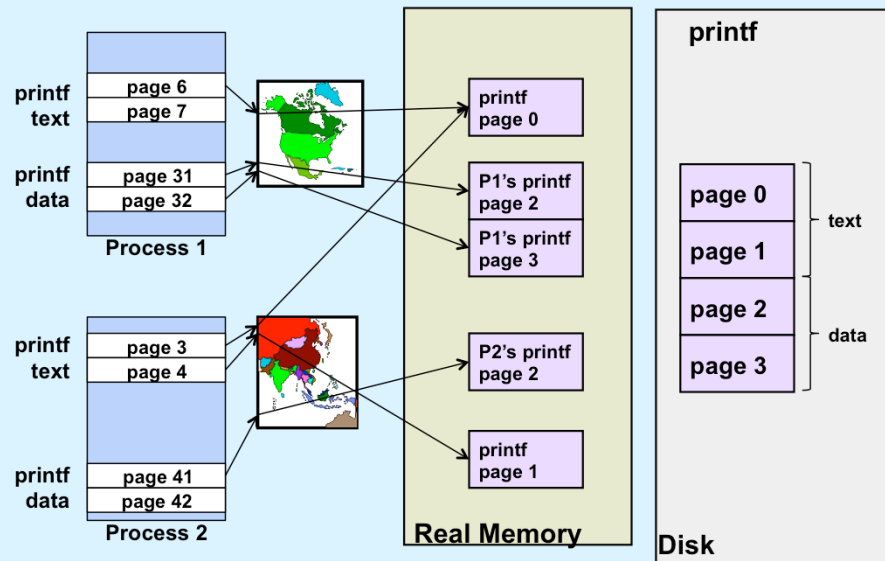 printf
text
page 6
page 7
printf
data
page 31
page 32
Process 1
printf
text
page 3
page 4
printf
data
page 41
page 42
Process 2
printf
page 0
P1's printf
page 2
P1's printf
page 3
P2's printf
page 2
printf
page 1
Real Memory
printf
page 0
page 1
page 2
page 3
text
data
Disk